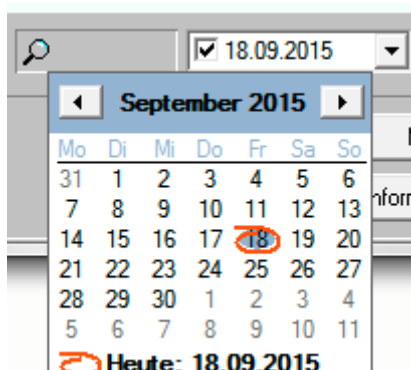 18.09.2015
September 2015
Mo Di Mi Do Fr Sa So
31 1 2 3 4 5 6
7 8 9 10 11 12 13
14 15 16 17 18 19 20
21 22 23 24 25 26 27
28 29 30 1 2 3 4
5 6 7 8 9 10 11
Heute: 18.09.2015